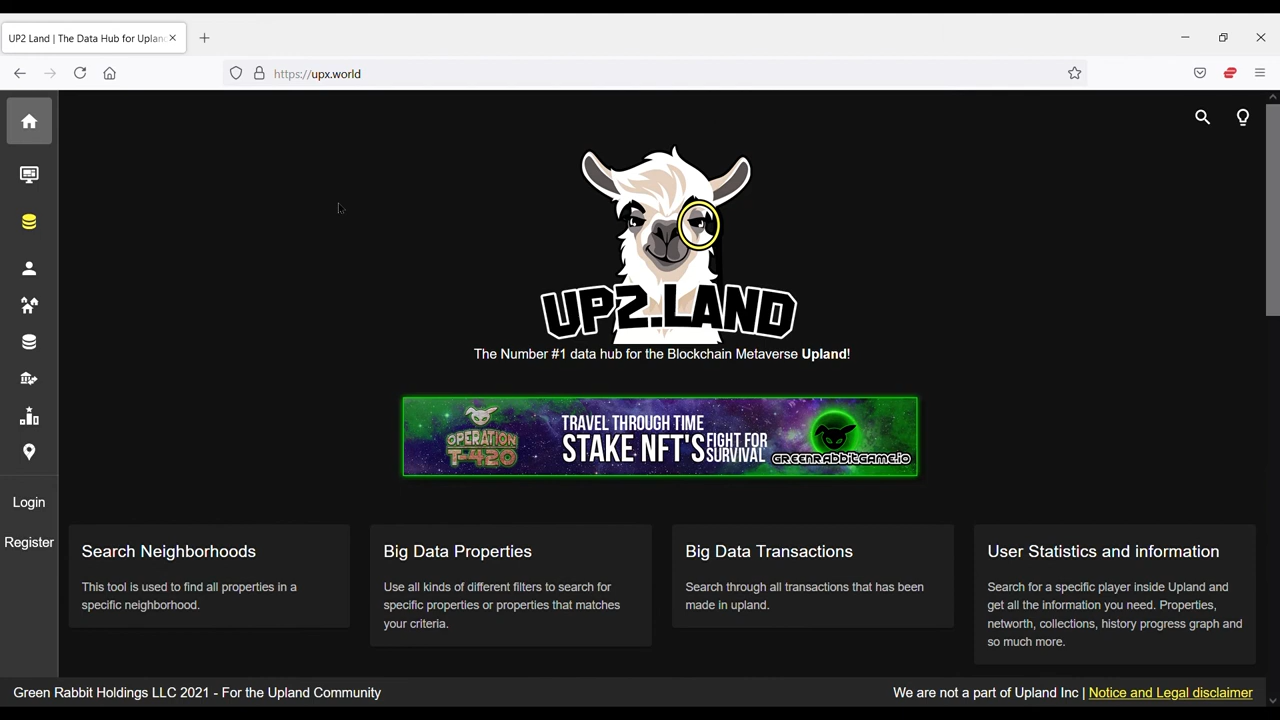 UP2 Land | The Data Hub for Uplan
https://upx.world
UP2.LAND
The Number #1 data hub for the Blockchain Metaverse Upland!
OPERATION
T-420
TRAVEL THROUGH TIME
STAKE NFT'S FIGHT FOR SURVIVAL
GREENRABBITGAME.IO
Login
Register
Search Neighborhoods
This tool is used to find all properties in a
specific neighborhood.
Big Data Properties
Use all kinds of different filters to search for
specific properties or properties that matches
your criteria.
Big Data Transactions
Search through all transactions that has been
made in upland.
User Statistics and information
Search for a specific player inside Upland and
get all the information you need. Properties,
networth, collections, history progress graph and
so much more.
Green Rabbit Holdings LLC 2021 - For the Upland Community
We are not a part of Upland Inc | Notice and Legal disclaimer